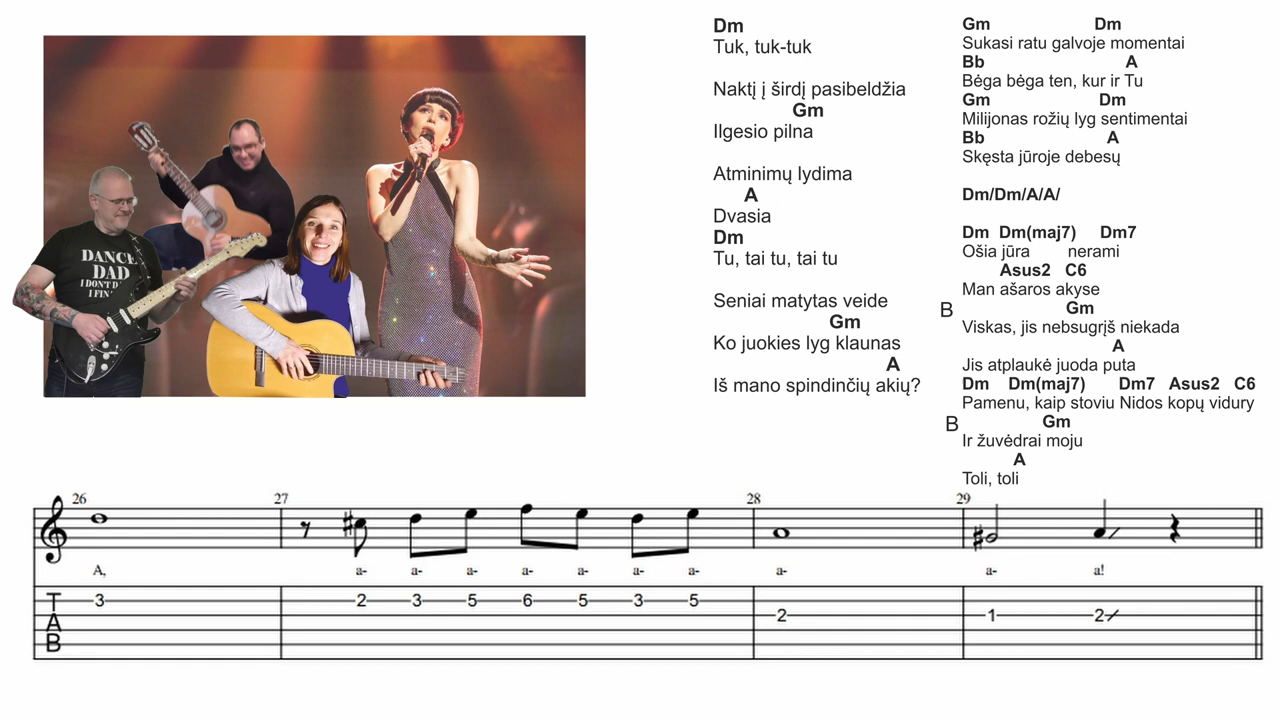 DANCE
DAD
I DON'T D
I FIN
Dm
Tuk, tuk-tuk
Naktį į širdį pasibeldžia
Gm
Ilgesio pilna
Atminimų lydima
A
Dvasia
Dm
Tu, tai tu, tai tu
Seniai matytas veide
Gm
Ko juokies lyg klaunas
A
Iš mano spindinčių akių?
Gm Dm
Sukasi ratu galvoje momentai
Bb A
Bėga bėga ten, kur ir Tu
Gm Dm
Milijonas rožių lyg sentimentai
Bb A
Skęsta jūroje debesų
Dm/Dm/A/A/
Dm Dm(maj7) Dm7
Ošia jūra nerami
Asus2 C6
Man ašaros akyse
B Gm
Viskas, jis nebsugrįš niekada
A
Jis atplaukė juoda puta
Dm Dm(maj7) Dm7 Asus2 C6
Pamenu, kaip stoviu Nidos kopų vidury
B Gm
Ir žuvėdrai moju
A
Toli, toli
26 27 28 29
A, a- a- a- a- a- a- a- a- a- a!
T A B
3 2 3 5 6 5 3 5 2 1 2